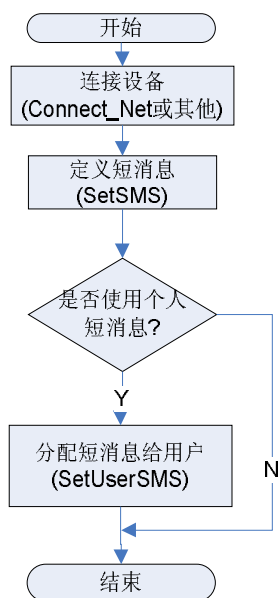 开始
连接设备
(Connect_Net或其他)
定义短消息
(SetSMS)
是否使用个人
短消息?
Y
分配短消息给用户
(SetUserSMS)
N
结束